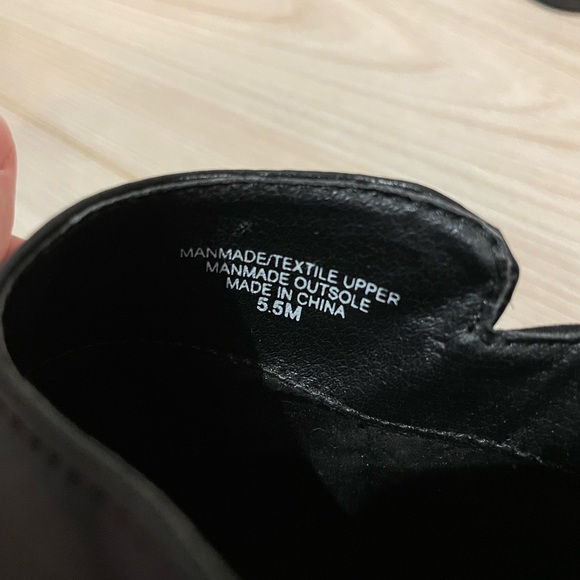 MANMADE/TEXTILE UPPER
MANMADE OUTSOLE
MADE IN CHINA
5.5M